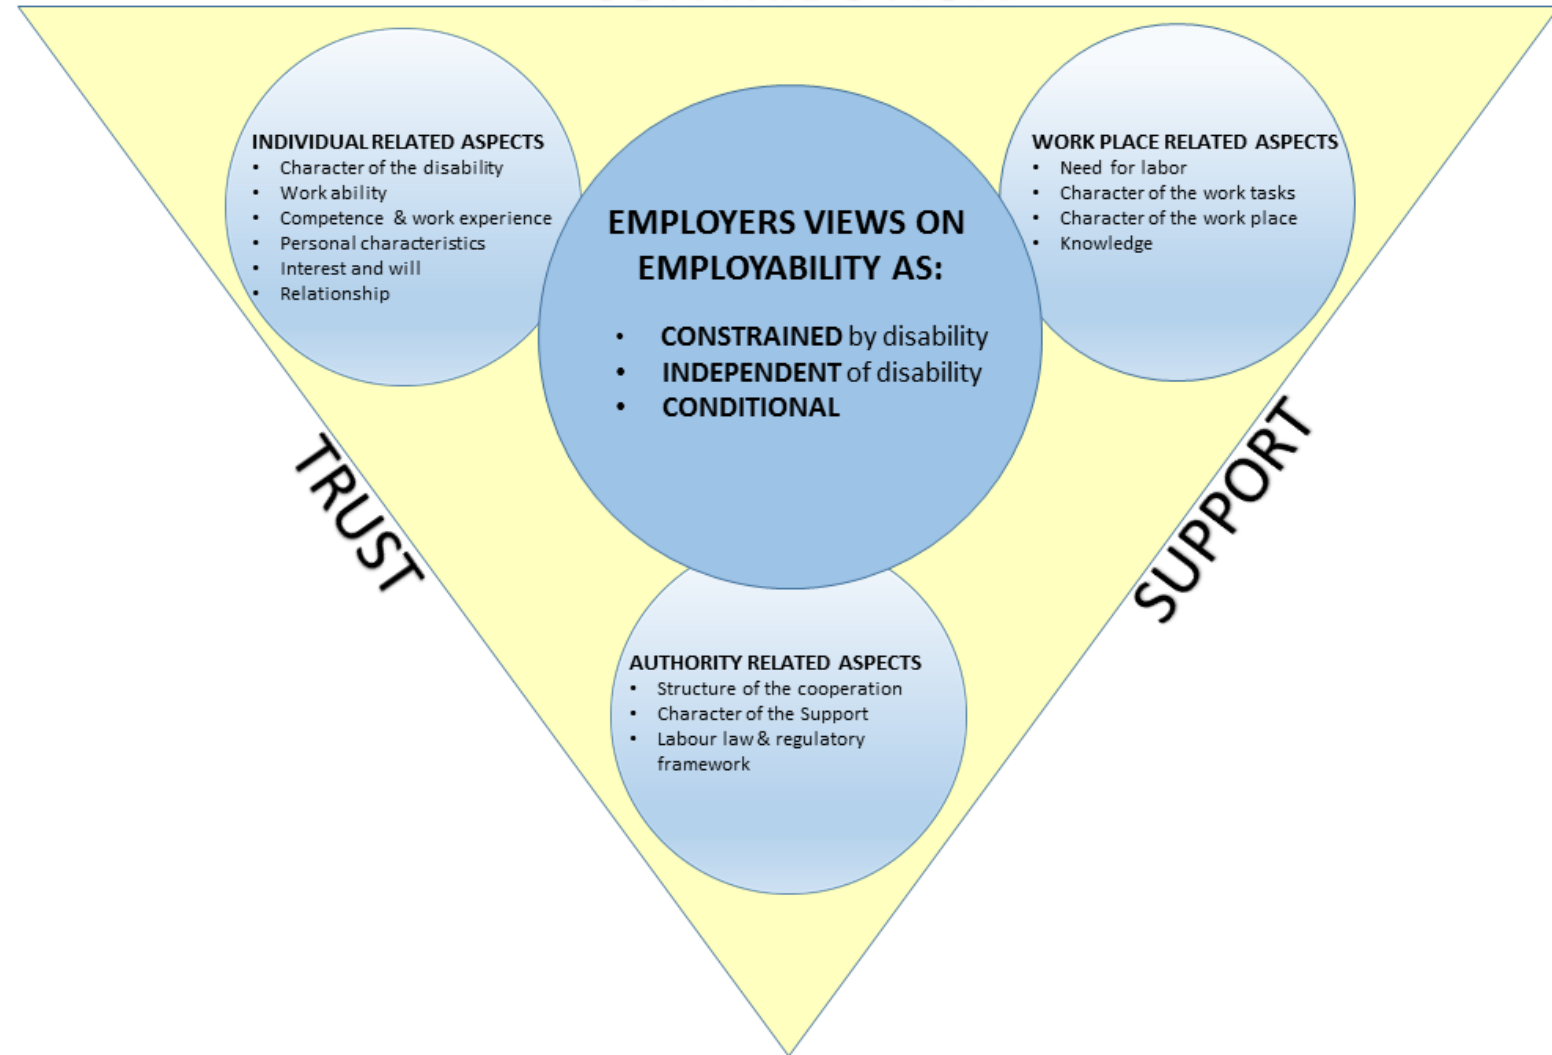 INDIVIDUAL RELATED ASPECTS
• Character of the disability
• Work ability
• Competence & work experience
• Personal characteristics
• Interest and will
• Relationship
EMPLOYERS VIEWS ON
EMPLOYABILITY AS:
• CONSTRAINED by disability
• INDEPENDENT of disability
• CONDITIONAL
WORK PLACE RELATED ASPECTS
• Need for labor
• Character of the work tasks
• Character of the work place
• Knowledge
TRUST
SUPPORT
AUTHORITY RELATED ASPECTS
• Structure of the cooperation
• Character of the Support
• Labour law & regulatory
framework